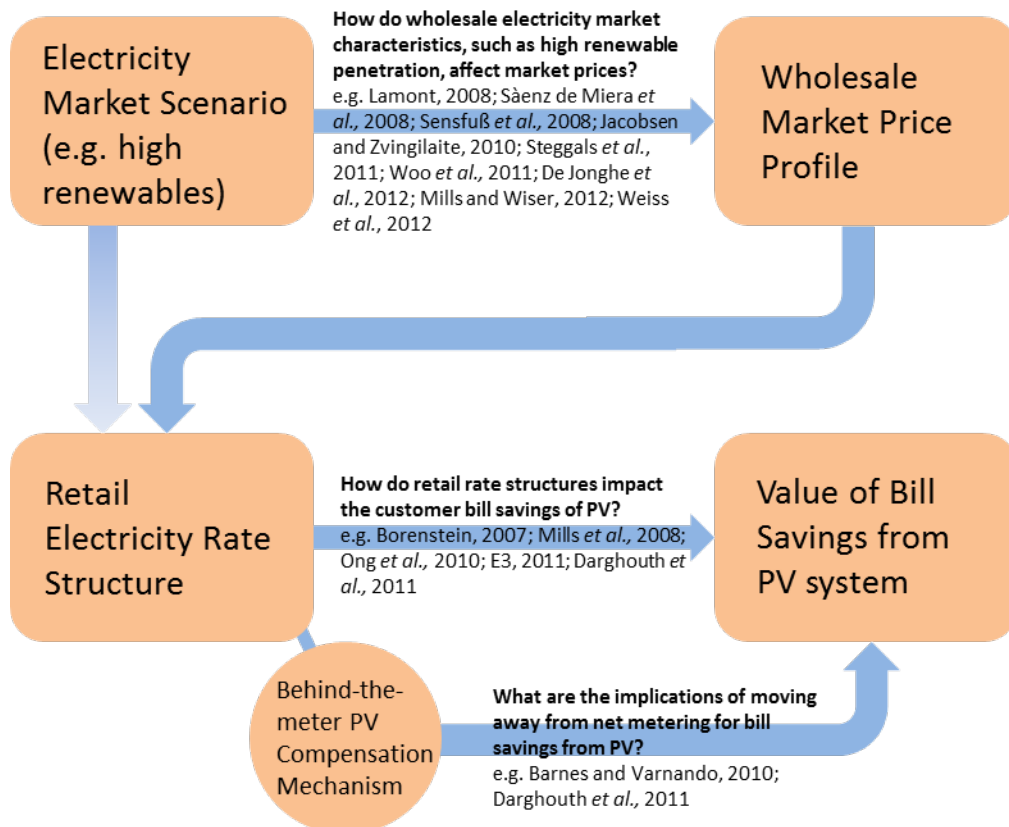 Electricity
Market Scenario
(e.g. high
renewables)
How do wholesale electricity market
characteristics, such as high renewable
penetration, affect market prices?
e.g. Lamont, 2008; Sàenz de Miera et
al., 2008; Sensfuß et al., 2008; Jacobsen
and Zvingilaite, 2010; Steggals et al.,
2011; Woo et al., 2011; De Jonghe et
al., 2012; Mills and Wiser, 2012; Weiss
et al., 2012
Wholesale
Market Price
Profile
Retail
Electricity Rate
Structure
How do retail rate structures impact
the customer bill savings of PV?
e.g. Borenstein, 2007; Mills et al., 2008;
Ong et al., 2010; E3, 2011; Darghouth et
al., 2011
Value of Bill
Savings from
PV system
Behind-the-
meter PV
Compensation
Mechanism
What are the implications of moving
away from net metering for bill
savings from PV?
e.g. Barnes and Varnando, 2010;
Darghouth et al., 2011